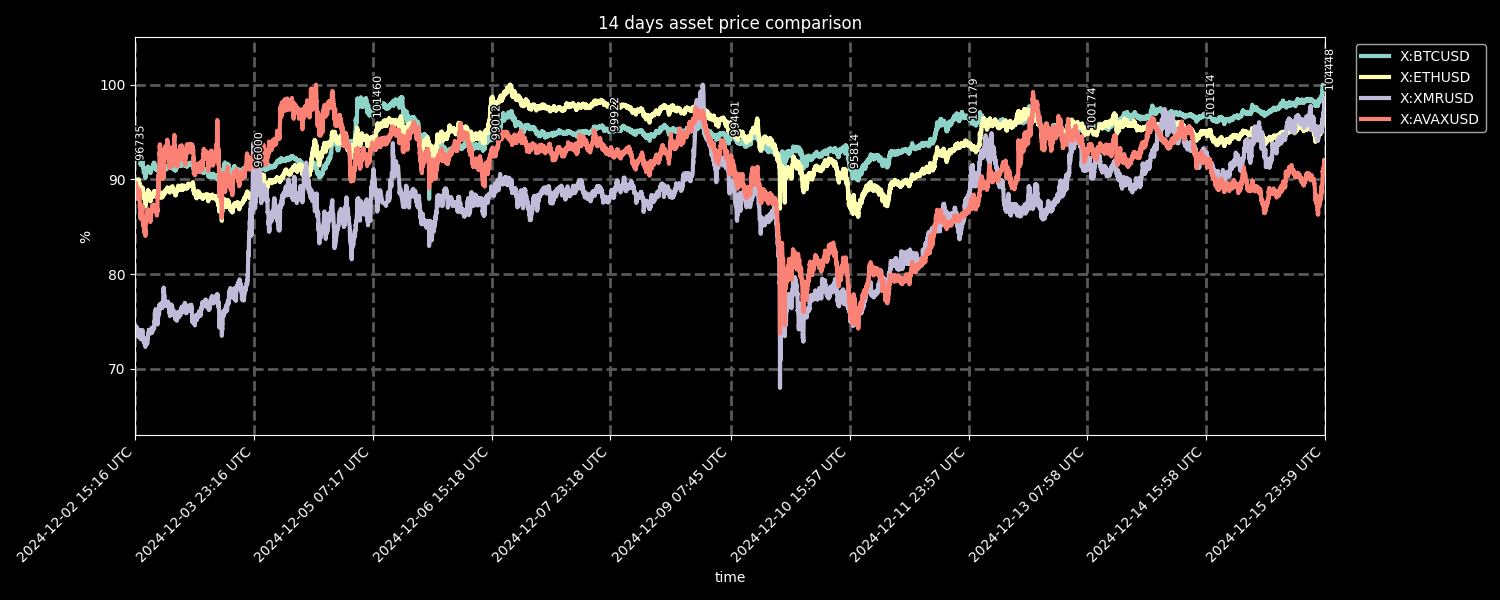 14 days asset price comparison
X:BTCUSD
X:ETHUSD
X:XMRUSD
X:AVAXUSD
100
90
80
70
%
96735
96000
101460
99012
99922
99461
95814
101179
100174
101614
104448
2024-12-02 15:16 UTC
2024-12-03 23:16 UTC
2024-12-05 07:17 UTC
2024-12-06 15:18 UTC
2024-12-07 23:18 UTC
2024-12-09 07:45 UTC
2024-12-10 15:57 UTC
2024-12-11 23:57 UTC
2024-12-13 07:58 UTC
2024-12-14 15:58 UTC
2024-12-15 23:59 UTC
time